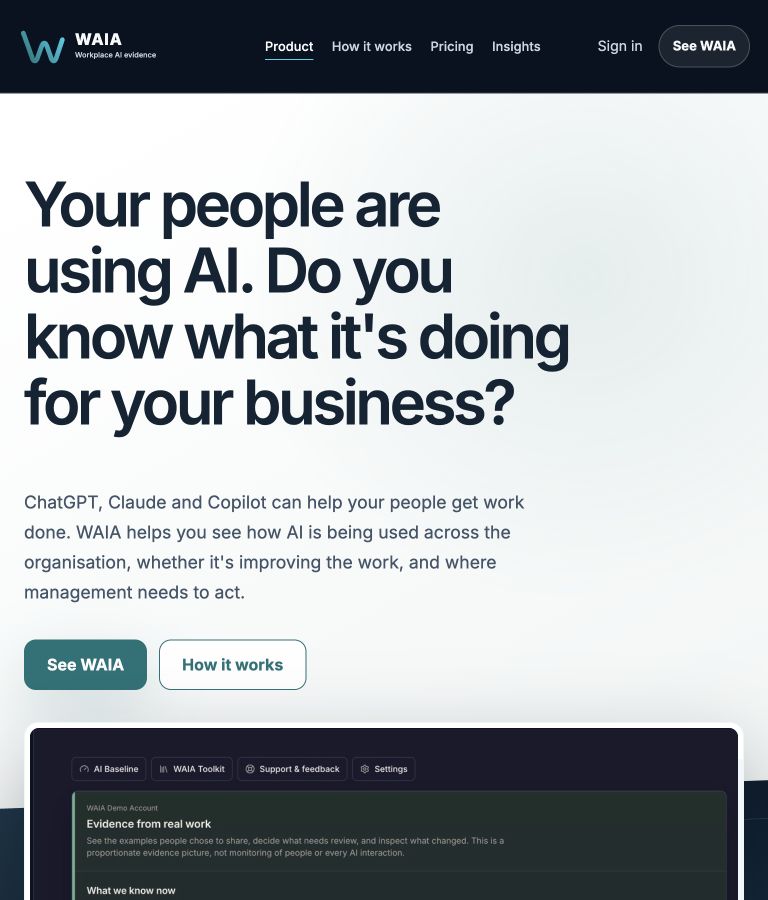 WAIA
Workplace AI evidence
Product
How it works
Pricing
Insights
Sign in
See WAIA
Your people are
using AI. Do you
know what it's doing
for your business?
ChatGPT, Claude and Copilot can help your people get work
done. WAIA helps you see how AI is being used across the
organisation, whether it's improving the work, and where
management needs to act.
See WAIA
How it works
AI Baseline
WAIA Toolkit
Support & feedback
Settings
WAIA Demo Account
Evidence from real work
See the examples people chose to share, decide what needs review, and inspect what changed. This is a
proportionate evidence picture, not monitoring of people or every AI interaction.
What we know now